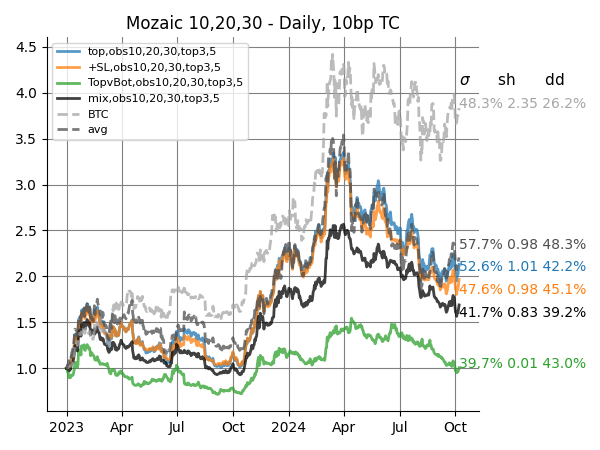 Mozaic 10,20,30 - Daily, 10bp TC
top,obs10,20,30,top3,5
+SL,obs10,20,30,top3,5
TopvBot,obs10,20,30,top3,5
mix,obs10,20,30,top3,5
BTC
avg
σ sh dd
48.3% 2.35 26.2%
57.7% 0.98 48.3%
52.6% 1.01 42.2%
47.6% 0.98 45.1%
41.7% 0.83 39.2%
39.7% 0.01 43.0%
4.5
4.0
3.5
3.0
2.5
2.0
1.5
1.0
2023 Apr Jul Oct 2024 Apr Jul Oct